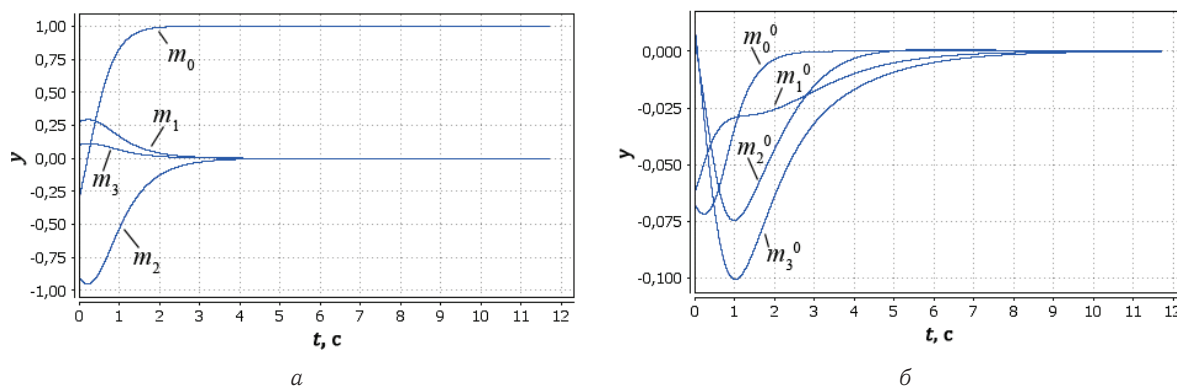 1,00
0,75
0,50
0,25
0,00
-0,25
-0,50
-0,75
-1,00
y
m₀
m₁
m₃
m₂
0 1 2 3 4 5 6 7 8 9 10 11 12
t, с
а
0,000
-0,025
-0,050
-0,075
-0,100
y
m₀⁰
m₁⁰
m₂⁰
m₃⁰
0 1 2 3 4 5 6 7 8 9 10 11 12
t, с
б